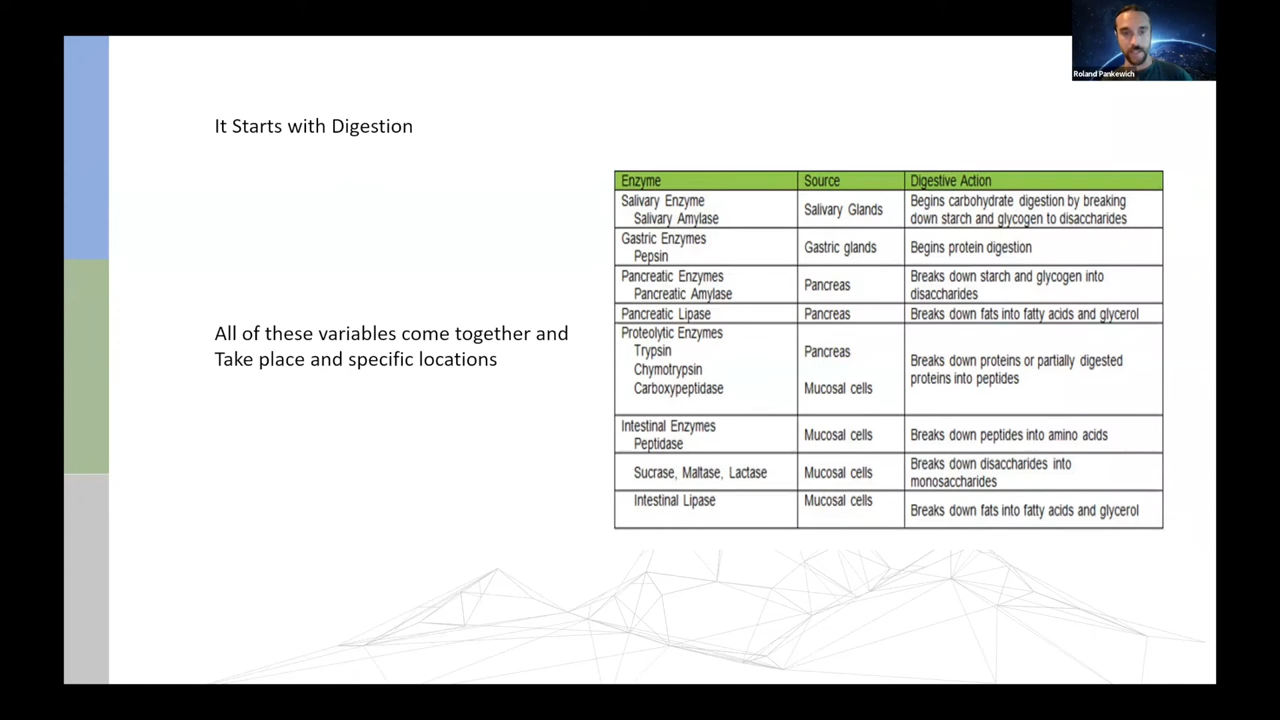 Roland Pankewich
It Starts with Digestion
All of these variables come together and
Take place and specific locations
Enzyme Source Digestive Action
Salivary Enzyme
Salivary Amylase
Salivary Glands
Begins carbohydrate digestion by breaking
down starch and glycogen to disaccharides
Gastric Enzymes
Pepsin
Gastric glands
Begins protein digestion
Pancreatic Enzymes
Pancreatic Amylase
Pancreas
Breaks down starch and glycogen into
disaccharides
Pancreatic Lipase
Pancreas
Breaks down fats into fatty acids and glycerol
Proteolytic Enzymes
Trypsin
Chymotrypsin
Carboxypeptidase
Pancreas
Mucosal cells
Breaks down proteins or partially digested
proteins into peptides
Intestinal Enzymes
Peptidase
Mucosal cells
Breaks down peptides into amino acids
Sucrase, Maltase, Lactase
Mucosal cells
Breaks down disaccharides into
monosaccharides
Intestinal Lipase
Mucosal cells
Breaks down fats into fatty acids and glycerol